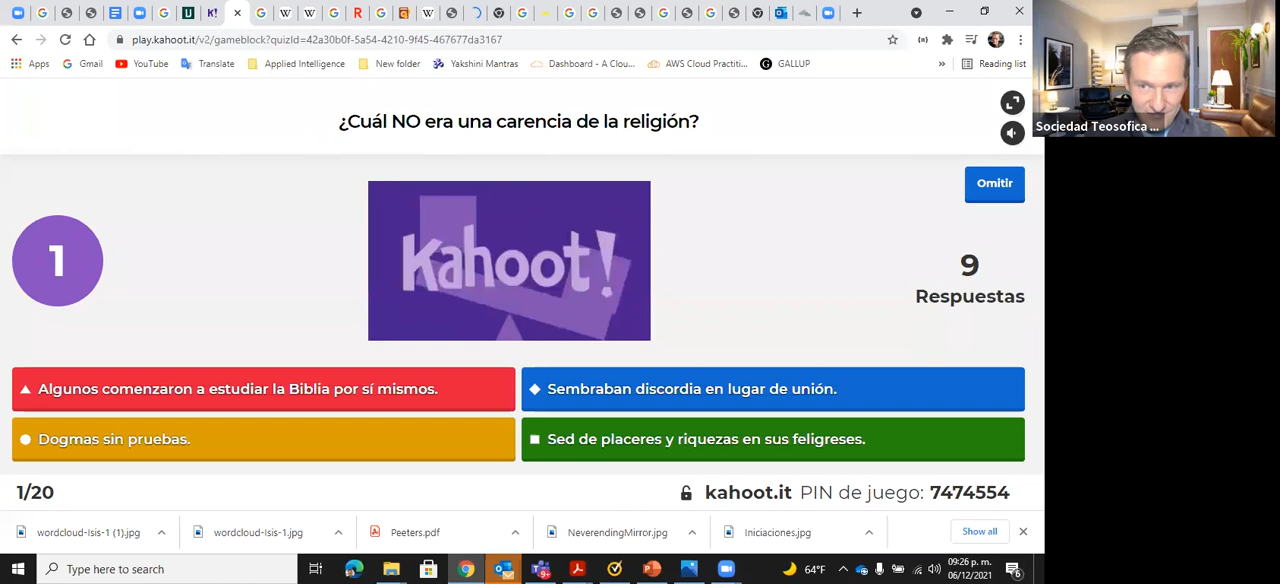 play.kahoot.it/v2/gameblock?quizId=42a30b0f-5a54-4210-9f45-467677da3167
Apps Gmail YouTube Translate Applied Intelligence New folder Yakshini Mantras Dashboard - A Clou... AWS Cloud Practiti... GALLUP » Reading list
¿Cuál NO era una carencia de la religión?
Sociedad Teosofica ...
Omitir
1
Kahoot!
9
Respuestas
Algunos comenzaron a estudiar la Biblia por sí mismos.
Sembraban discordia en lugar de unión.
Dogmas sin pruebas.
Sed de placeres y riquezas en sus feligreses.
1/20
kahoot.it PIN de juego: 7474554
wordcloud-Isis-1 (1).jpg
wordcloud-Isis-1.jpg
Peeters.pdf
NeverendingMirror.jpg
Iniciaciones.jpg
Show all
Type here to search
64°F
09:26 p. m.
06/12/2021
6